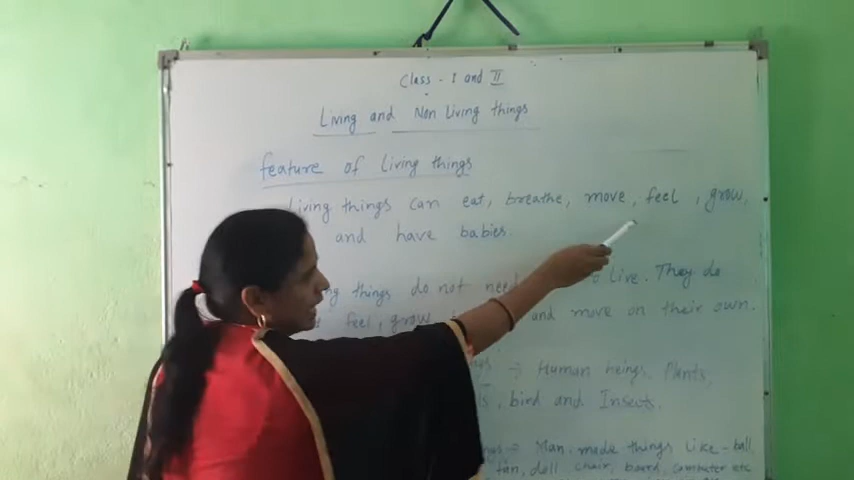 Class - I and II
Living and Non Living things
feature of living things
Living things can eat, breathe, move, feel, grow,
and have babies.
things do not need to live. They do
feel, grow and move on their own.
Human beings, Plants,
bird and Insects.
Man made things like - ball,
fan, doll chair, board, computer etc